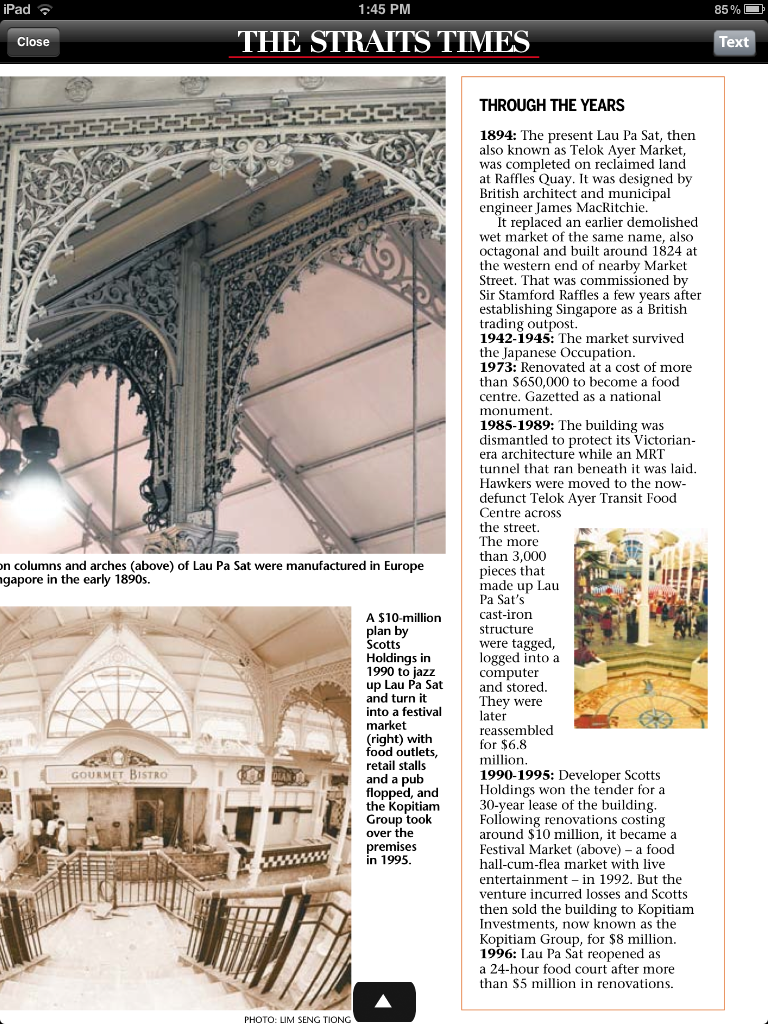 iPad
1:45 PM
85%
Close
THE STRAITS TIMES
Text
on columns and arches (above) of Lau Pa Sat were manufactured in Europe
ngapore in the early 1890s.
GOURMET BISTRO
PHOTO: LIM SENG TIONG
A $10-million
plan by
Scotts
Holdings in
1990 to jazz
up Lau Pa Sat
and turn it
into a festival
market
(right) with
food outlets,
retail stalls
and a pub
flopped, and
the Kopitiam
Group took
over the
premises
in 1995.
THROUGH THE YEARS
1894: The present Lau Pa Sat, then
also known as Telok Ayer Market,
was completed on reclaimed land
at Raffles Quay. It was designed by
British architect and municipal
engineer James MacRitchie.
It replaced an earlier demolished
wet market of the same name, also
octagonal and built around 1824 at
the western end of nearby Market
Street. That was commissioned by
Sir Stamford Raffles a few years after
establishing Singapore as a British
trading outpost.
1942-1945: The market survived
the Japanese Occupation.
1973: Renovated at a cost of more
than $650,000 to become a food
centre. Gazetted as a national
monument.
1985-1989: The building was
dismantled to protect its Victorian-
era architecture while an MRT
tunnel that ran beneath it was laid.
Hawkers were moved to the now-
defunct Telok Ayer Transit Food
Centre across
the street.
The more
than 3,000
pieces that
made up Lau
Pa Sat's
cast-iron
structure
were tagged,
logged into a
computer
and stored.
They were
later
reassembled
for $6.8
million.
1990-1995: Developer Scotts
Holdings won the tender for a
30-year lease of the building.
Following renovations costing
around $10 million, it became a
Festival Market (above) – a food
hall-cum-flea market with live
entertainment – in 1992. But the
venture incurred losses and Scotts
then sold the building to Kopitiam
Investments, now known as the
Kopitiam Group, for $8 million.
1996: Lau Pa Sat reopened as
a 24-hour food court after more
than $5 million in renovations.